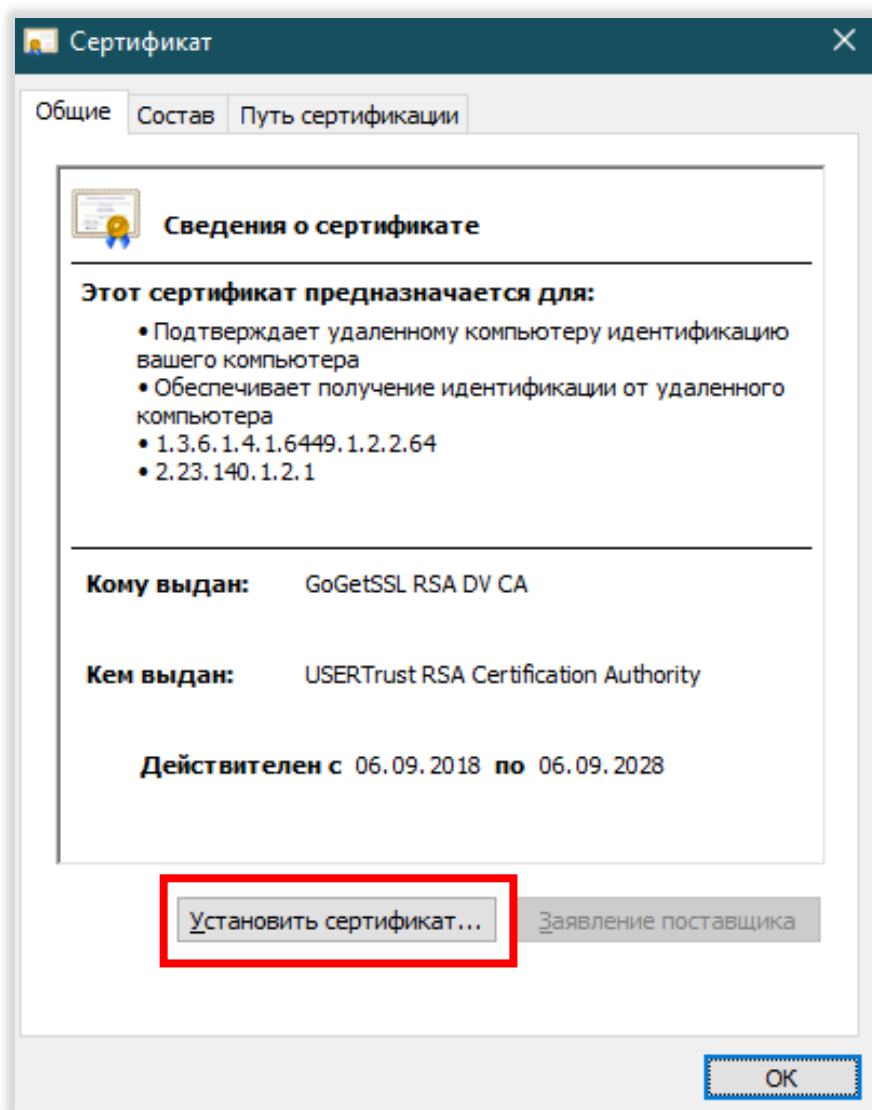 Сертификат
Общие
Состав
Путь сертификации
Сведения о сертификате
Этот сертификат предназначается для:
• Подтверждает удаленному компьютеру идентификацию
вашего компьютера
• Обеспечивает получение идентификации от удаленного
компьютера
• 1.3.6.1.4.1.6449.1.2.2.64
• 2.23.140.1.2.1
Кому выдан: GoGetSSL RSA DV CA
Кем выдан: USERTrust RSA Certification Authority
Действителен с 06.09.2018 по 06.09.2028
Установить сертификат...
Заявление поставщика
ОК